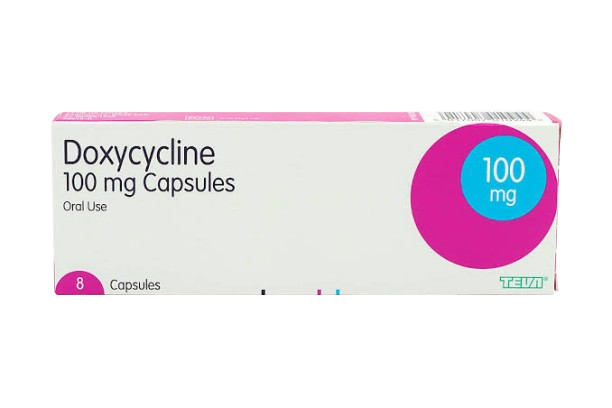 Doxycycline
100 mg Capsules
Oral Use
100
mg
8 Capsules
TEVA